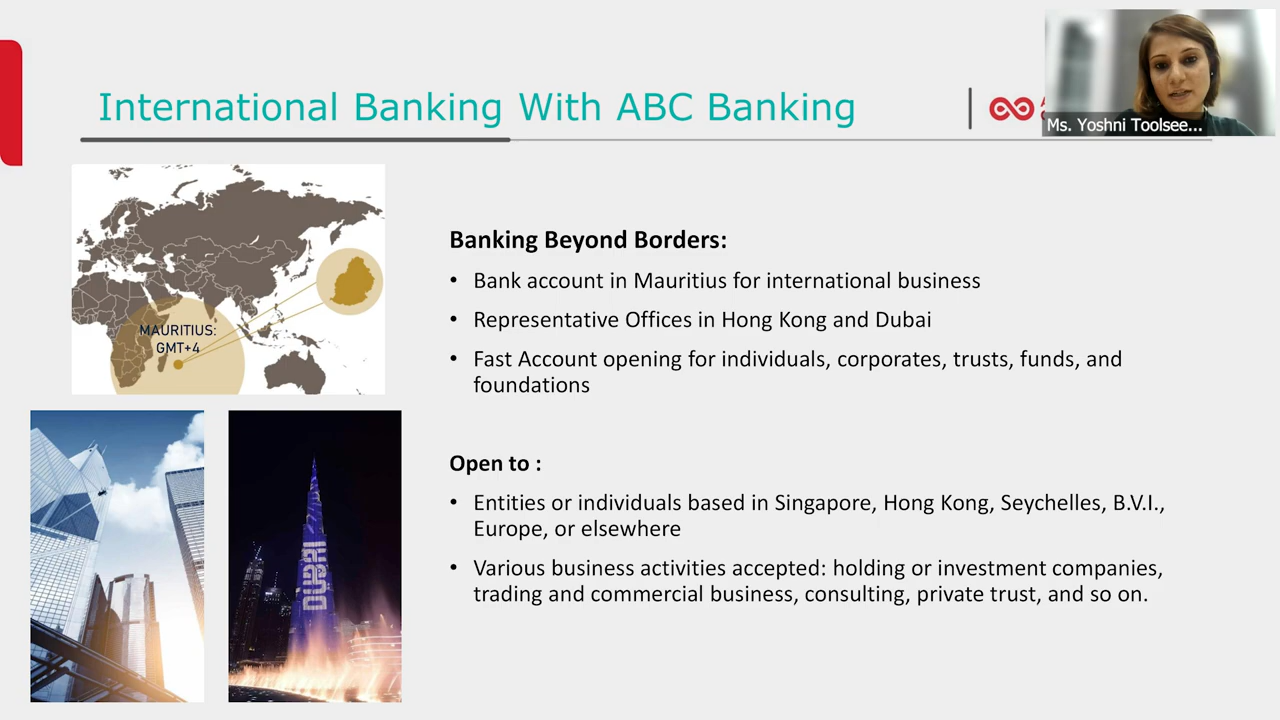 International Banking With ABC Banking
Ms. Yoshni Toolsee...
MAURITIUS:
GMT+4
Banking Beyond Borders:
• Bank account in Mauritius for international business
• Representative Offices in Hong Kong and Dubai
• Fast Account opening for individuals, corporates, trusts, funds, and
foundations
Open to :
• Entities or individuals based in Singapore, Hong Kong, Seychelles, B.V.I.,
Europe, or elsewhere
• Various business activities accepted: holding or investment companies,
trading and commercial business, consulting, private trust, and so on.
DUBAI